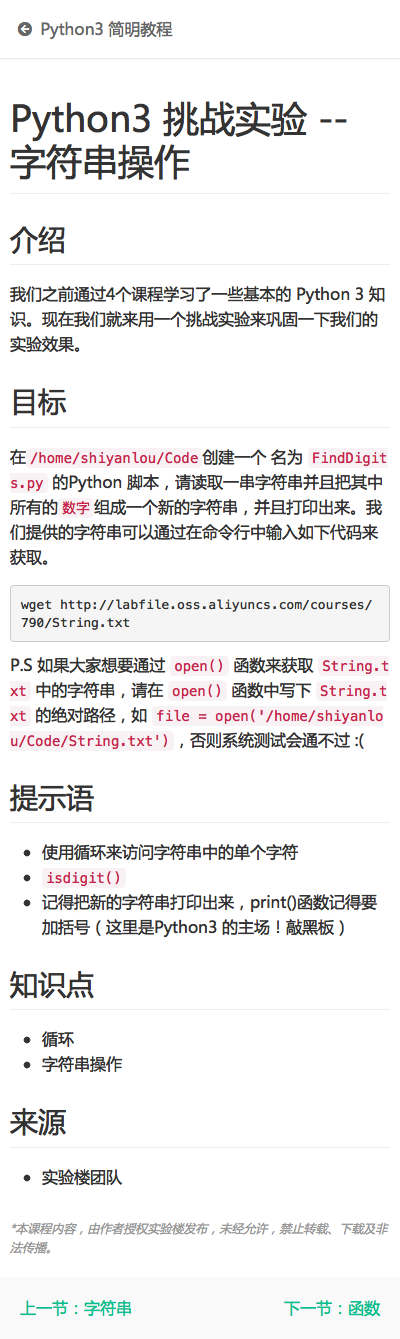 Python3 简明教程
Python3 挑战实验 --
字符串操作
介绍
我们之前通过4个课程学习了一些基本的 Python 3 知
识。现在我们就来用一个挑战实验来巩固一下我们的
实验效果。
目标
在 /home/shiyanlou/Code 创建一个 名为 FindDigit
s.py 的Python 脚本，请读取一串字符串并且把其中
所有的 数字 组成一个新的字符串，并且打印出来。我
们提供的字符串可以通过在命令行中输入如下代码来
获取。
wget http://labfile.oss.aliyuncs.com/courses/
790/String.txt
P.S 如果大家想要通过 open() 函数来获取 String.t
xt 中的字符串，请在 open() 函数中写下 String.t
xt 的绝对路径，如 file = open('/home/shiyanlo
u/Code/String.txt') ，否则系统测试会通不过 :(
提示语
使用循环来访问字符串中的单个字符
isdigit()
记得把新的字符串打印出来，print()函数记得要
加括号（这里是Python3 的主场！敲黑板）
知识点
循环
字符串操作
来源
实验楼团队
*本课程内容，由作者授权实验楼发布，未经允许，禁止转载、下载及非
法传播。
上一节：字符串 下一节：函数